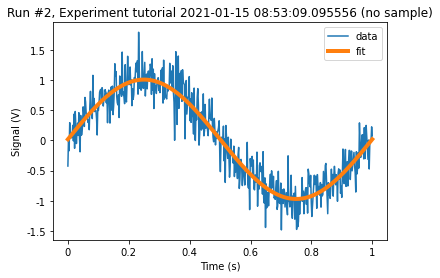 Run #2, Experiment tutorial 2021-01-15 08:53:09.095556 (no sample)
data
fit
Signal (V)
1.5
1
0.5
0
-0.5
-1
-1.5
0
0.2
0.4
0.6
0.8
1
Time (s)